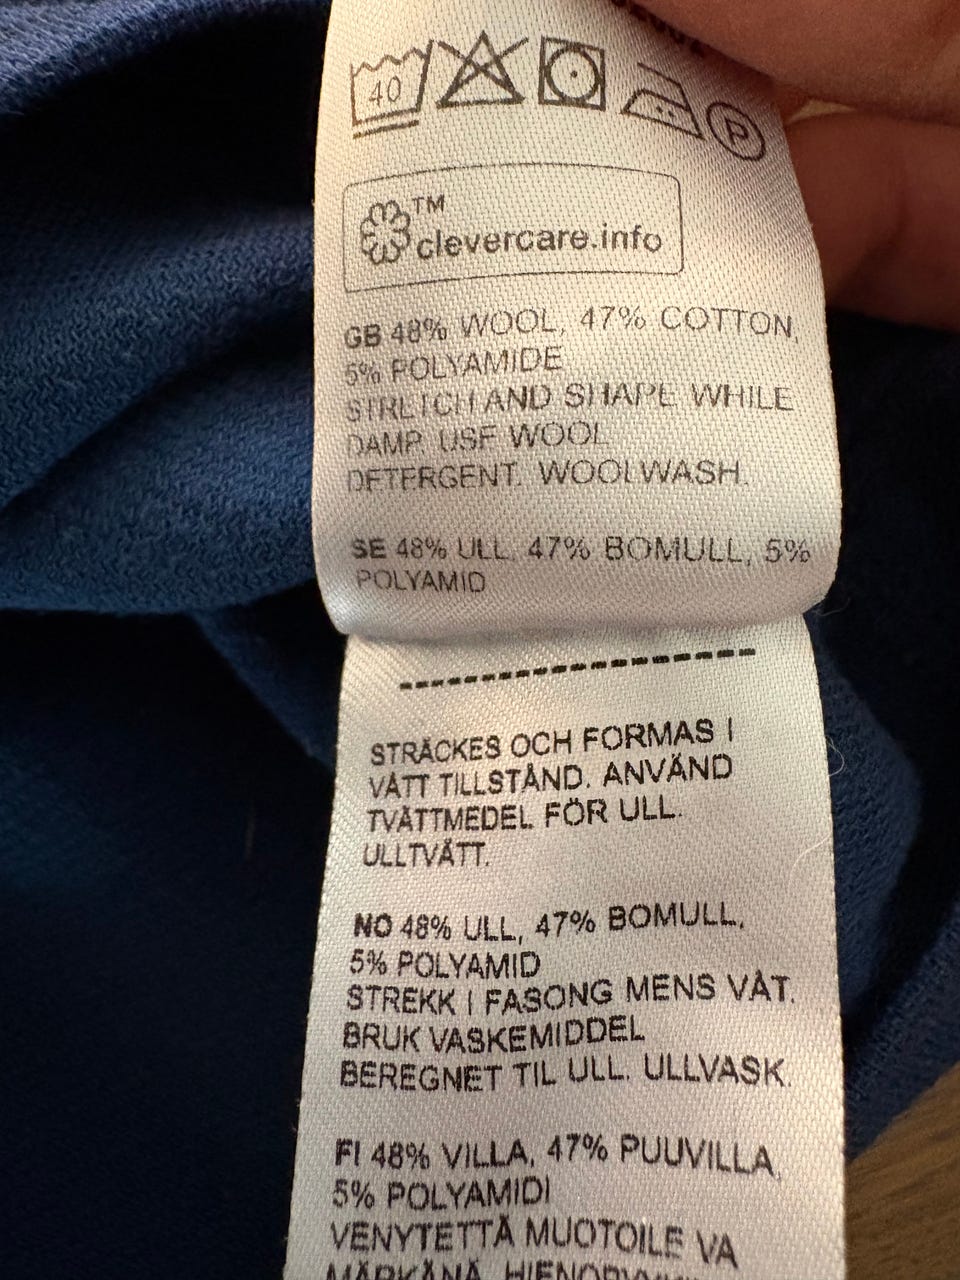 40
P
TM
clevercare.info
GB 48% WOOL, 47% COTTON,
5% POLYAMIDE
STRETCH AND SHAPE WHILE
DAMP. USE WOOL
DETERGENT. WOOLWASH.
SE 48% ULL, 47% BOMULL, 5%
POLYAMID
STRÄCKES OCH FORMAS I
VÅTT TILLSTÅND. ANVÄND
TVÄTTMEDEL FÖR ULL.
ULLTVÄTT.
NO 48% ULL, 47% BOMULL,
5% POLYAMID
STREKK I FASONG MENS VÅT.
BRUK VASKEMIDDEL
BEREGNET TIL ULL. ULLVASK.
FI 48% VILLA, 47% PUUVILLA,
5% POLYAMIDI
VENYTETTÄ MUOTOILE VA
MÄRKÄNÄ.